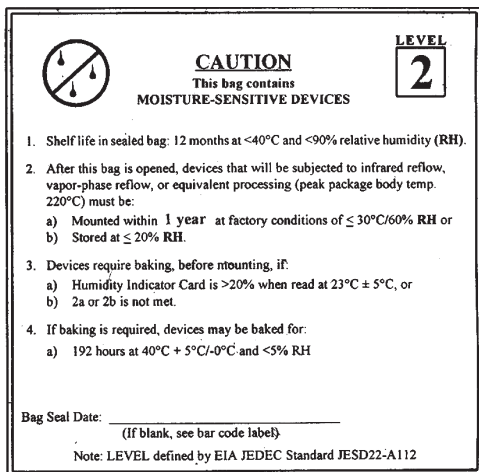 LEVEL
2
CAUTION
This bag contains
MOISTURE-SENSITIVE DEVICES
1. Shelf life in sealed bag: 12 months at <40°C and <90% relative humidity (RH).
2. After this bag is opened, devices that will be subjected to infrared reflow,
vapor-phase reflow, or equivalent processing (peak package body temp.
220°C) must be:
a) Mounted within 1 year at factory conditions of ≤ 30°C/60% RH or
b) Stored at ≤ 20% RH.
3. Devices require baking, before mounting, if:
a) Humidity Indicator Card is >20% when read at 23°C ± 5°C, or
b) 2a or 2b is not met.
4. If baking is required, devices may be baked for:
a) 192 hours at 40°C + 5°C/-0°C and <5% RH
Bag Seal Date:
(If blank, see bar code label)
Note: LEVEL defined by EIA JEDEC Standard JESD22-A112